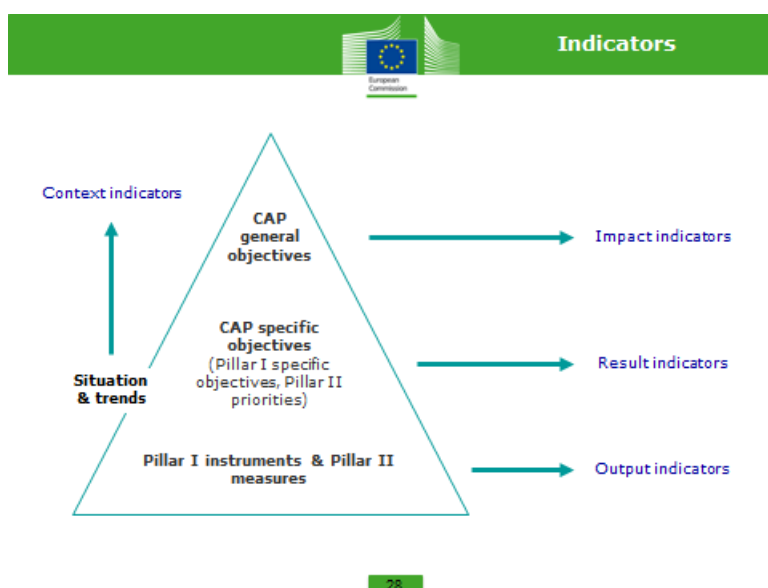 Indicators
European
Commission
Context indicators
CAP
general
objectives
Impact indicators
CAP specific
objectives
(Pillar I specific
objectives, Pillar II
priorities)
Result indicators
Situation
& trends
Pillar I instruments & Pillar II
measures
Output indicators
28